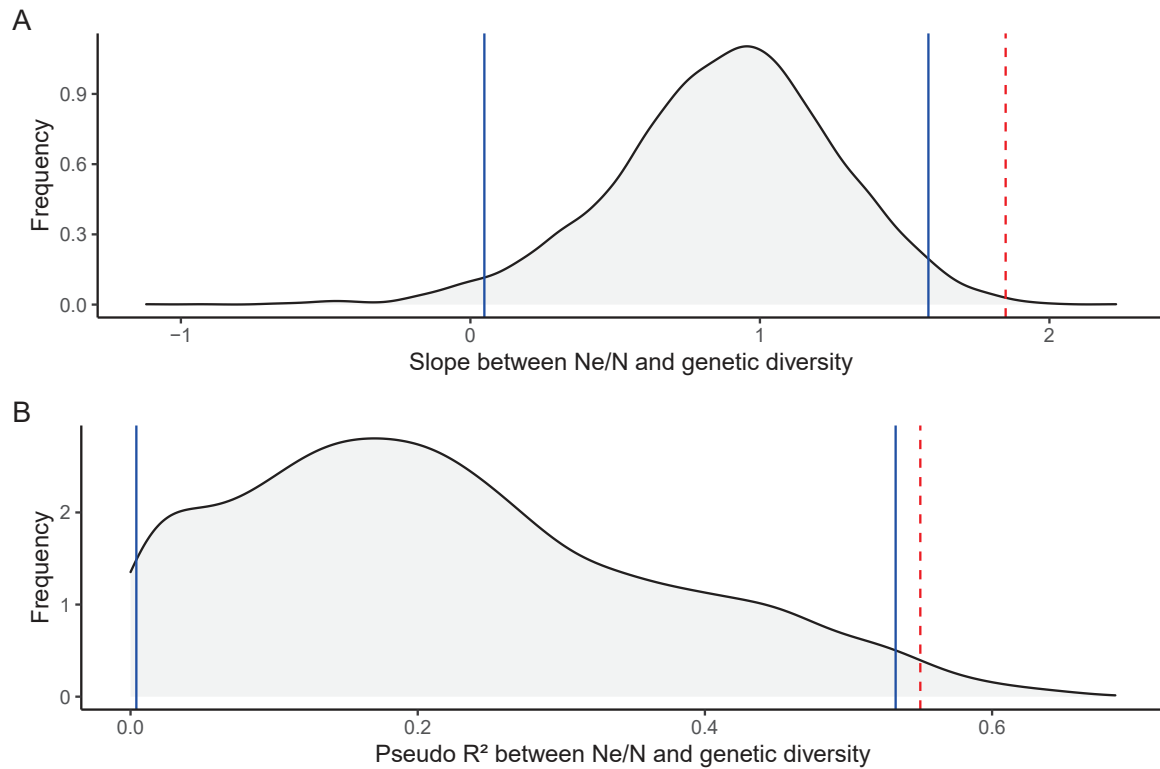 A
Frequency
0.9
0.6
0.3
0.0
−1
0
1
2
Slope between Ne/N and genetic diversity
B
Frequency
2
1
0
0.0
0.2
0.4
0.6
Pseudo R² between Ne/N and genetic diversity